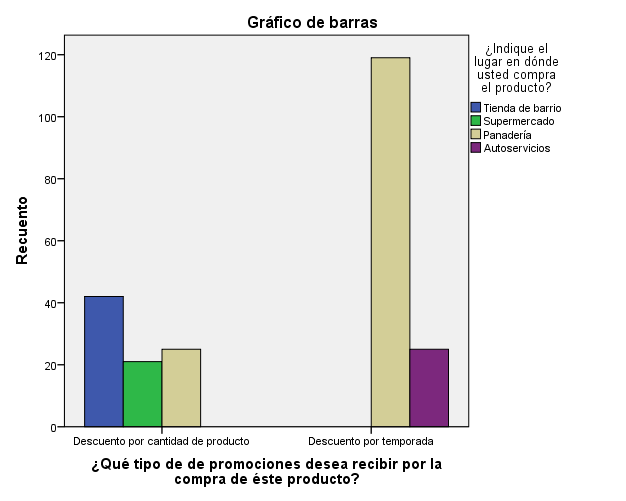 Gráfico de barras
¿Indique el
lugar en dónde
usted compra
el producto?
Tienda de barrio
Supermercado
Panadería
Autoservicios
Recuento
120
100
80
60
40
20
0
Descuento por cantidad de producto
Descuento por temporada
¿Qué tipo de de promociones desea recibir por la
compra de éste producto?